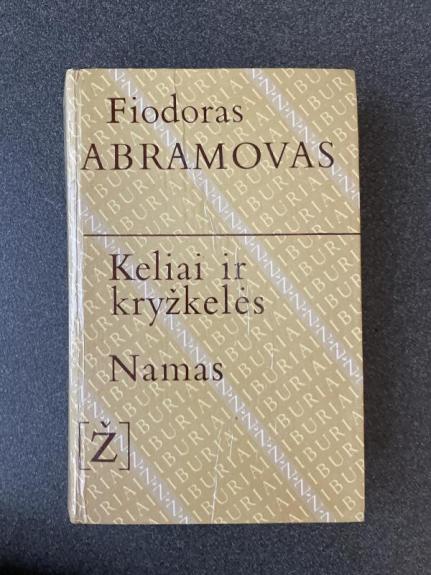 Fiodoras
ABRAMOVAS
Keliai ir
kryžkelės
Namas
[Ž]